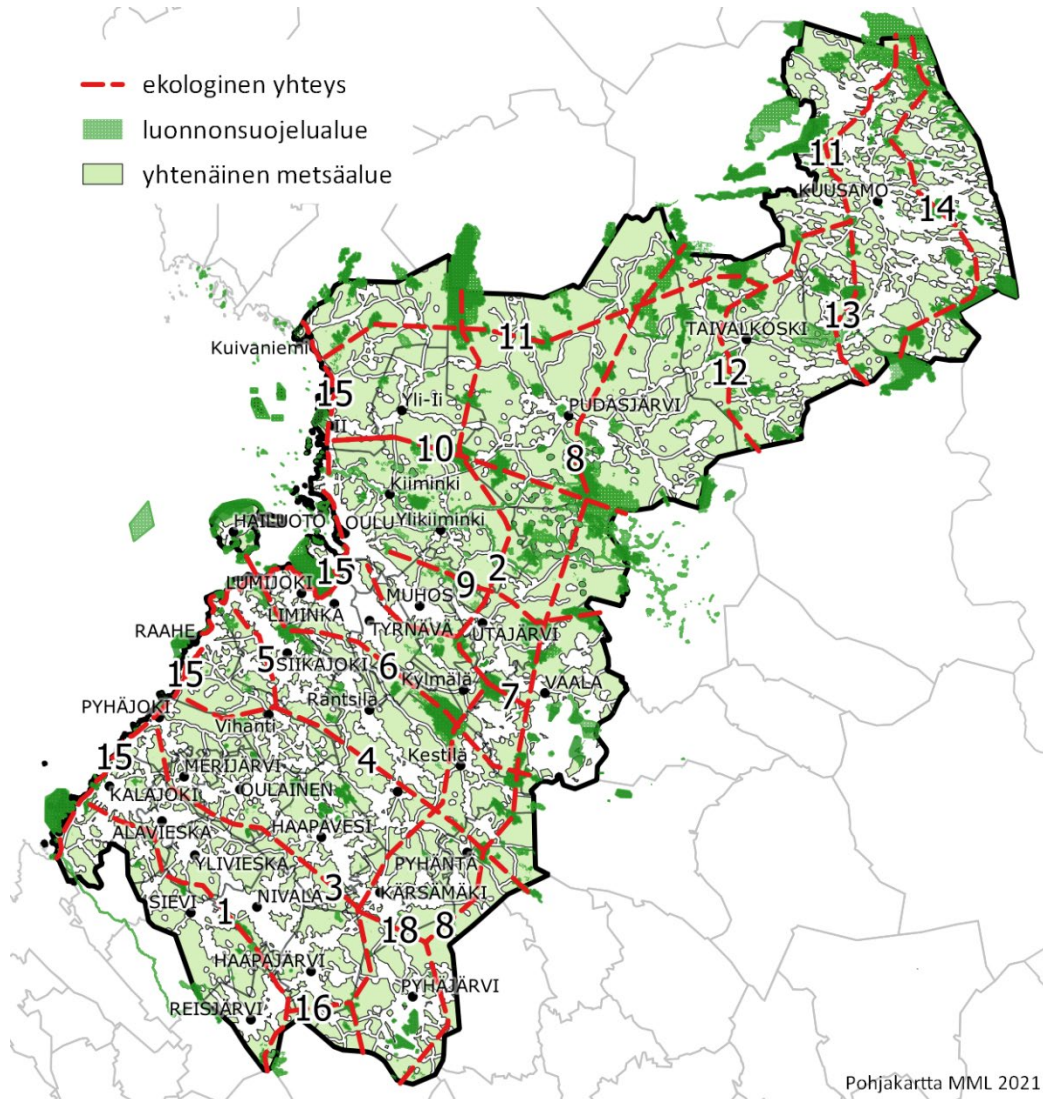 ekologinen yhteys
luonnonsuojelualue
yhtenäinen metsäalue
11
KUUSAMO
14
13
TAIVALKOSKI
12
11
Kuivaniemi
15
Yli-Ii
II
PUDASJÄRVI
10
8
Kiiminki
HAILUOTO
OULU
Ylikiiminki
15
2
9
LUMIJOKI
MUHOS
LIMINKA
TYRNÄVÄ
UTAJÄRVI
RAAHE
5
SIIKAJOKI
6
15
Kylmälä
7
VAALA
Rantsila
PYHÄJOKI
Vihanti
15
4
Kestilä
MERIJÄRVI
KALAJOKI
OULAINEN
ALAVIESKA
HAAPAVESI
YLIVIESKA
PYHÄNTÄ
3
KÄRSÄMÄKI
SIEVI
1
NIVALA
18
8
HAAPAJÄRVI
PYHÄJÄRVI
REISJÄRVI
16
Pohjakartta MML 2021